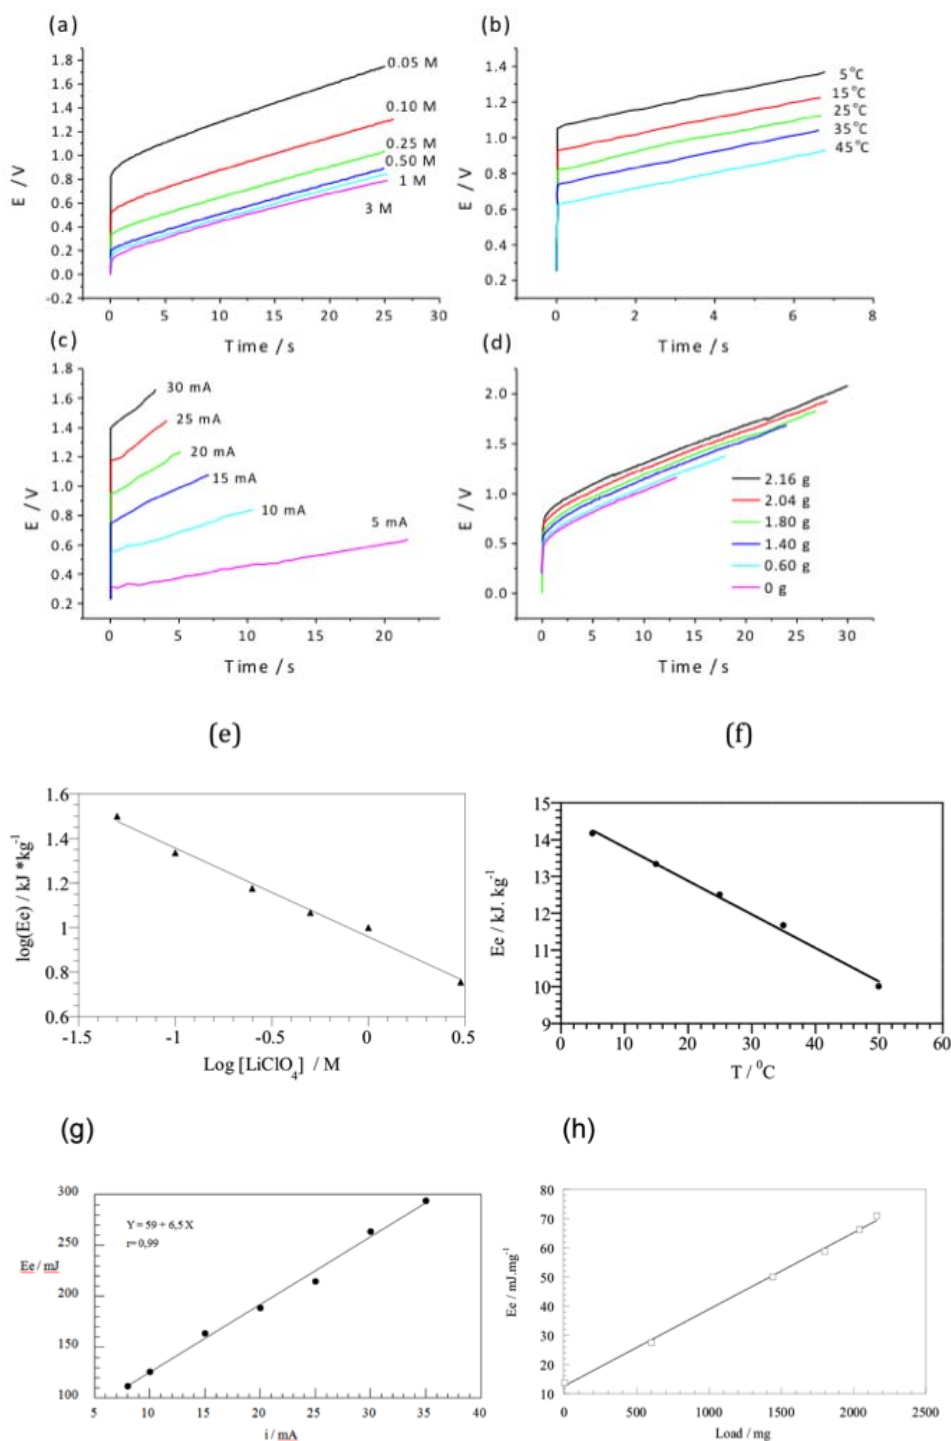 (a)
1.8
1.6
1.4
1.2
1.0
0.8
0.6
0.4
0.2
0.0
-0.2
E / V
0.05 M
0.10 M
0.25 M
0.50 M
1 M
3 M
0 5 10 15 20 25 30
Time / s
(b)
1.4
1.2
1.0
0.8
0.6
0.4
0.2
E / V
5°C
15°C
25°C
35°C
45°C
0 2 4 6 8
Time / s
(c)
1.8
1.6
1.4
1.2
1.0
0.8
0.6
0.4
0.2
E / V
30 mA
25 mA
20 mA
15 mA
10 mA
5 mA
0 5 10 15 20
Time / s
(d)
2.0
1.5
1.0
0.5
0.0
E / V
2.16 g
2.04 g
1.80 g
1.40 g
0.60 g
0 g
0 5 10 15 20 25 30
Time / s
(e)
1.6
1.4
1.2
1
0.8
0.6
log(Ee) / kJ *kg⁻¹
-1.5 -1 -0.5 0 0.5
Log [LiClO₄] / M
(f)
15
14
13
12
11
10
9
Ee / kJ. kg⁻¹
0 10 20 30 40 50 60
T / ⁰C
(g)
300
250
200
150
100
Ee / mJ
Y = 59 + 6,5 X
r= 0,99
5 10 15 20 25 30 35 40
i / mA
(h)
80
70
60
50
40
30
20
10
Ee / mJ.mg⁻¹
0 500 1000 1500 2000 2500
Load / mg